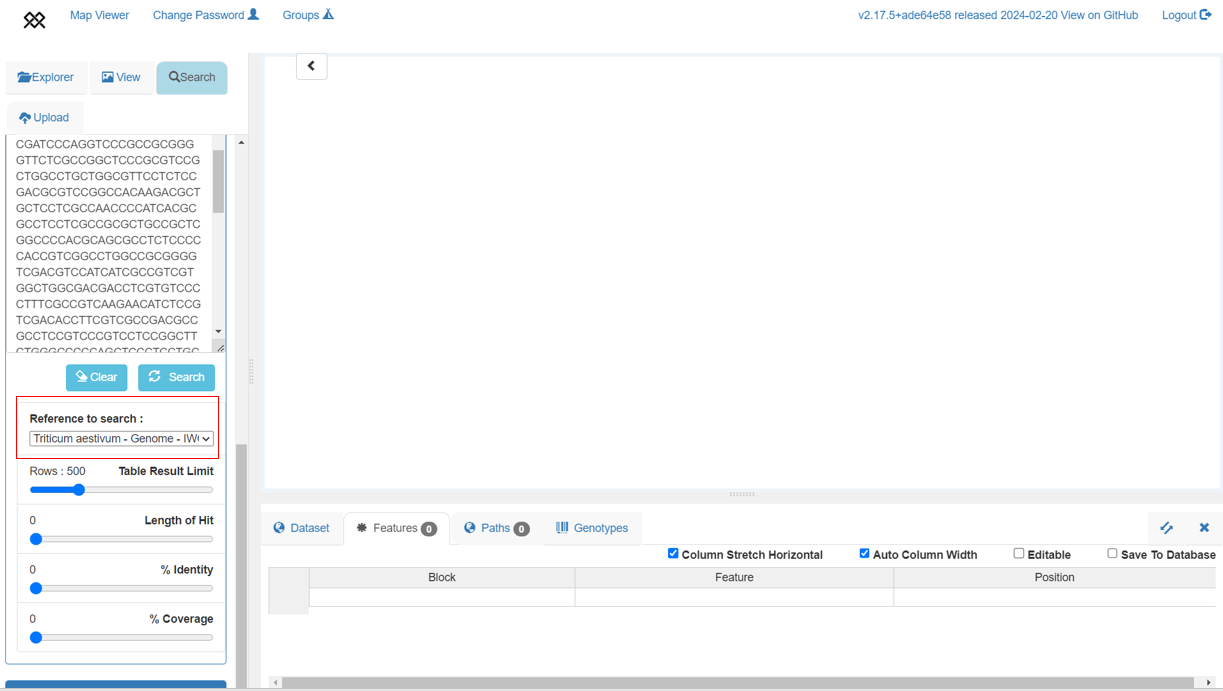 Map Viewer Change Password Groups v2.17.5+ade64e58 released 2024-02-20 View on GitHub Logout
Explorer View Search
Upload
CGATCCCAGGTCCCGCCGCGGG
GTTCTCGCCGGCTCCCGCGTCCG
CTGGCCTGCTGGCGTTCCTCTCC
GACGCGTCCGGCCACAAGACGCT
GCTCCTCGCCAACCCCATCACGC
GCCTCCTCGCCGCGCTGCCGCTC
GGCCCCACGCAGCGCCTCTCCCC
CACCGTCGGCCTGGCCGCGGGG
TCGACGTCCATCATCGCCGTCGT
GGCTGGCGACGACCTCGTGTCCC
CTTTCGCCGTCAAGAACATCTCCG
TCGACACCTTCGTCGCCGACGCC
GCCTCCGTCCCGTCCTCCGGCTT
Clear Search
Reference to search :
Triticum aestivum - Genome - IW
Rows : 500 Table Result Limit
0 Length of Hit
0 % Identity
0 % Coverage
Dataset Features 0 Paths 0 Genotypes
Column Stretch Horizontal Auto Column Width Editable Save To Database
Block Feature Position